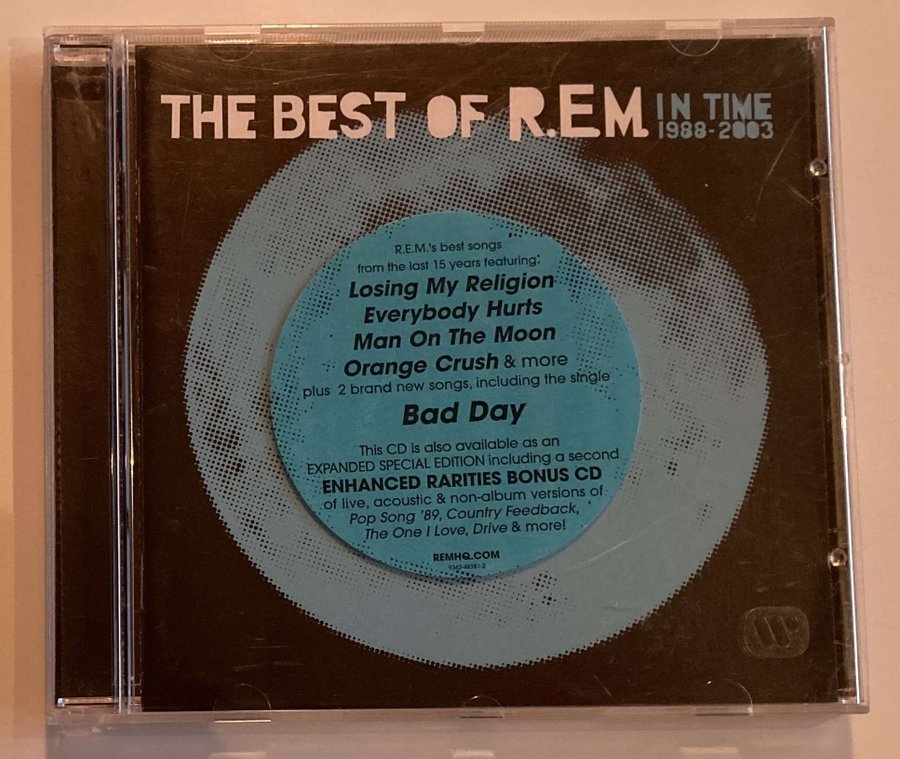 THE BEST OF R.E.M.
IN TIME
1988-2003
R.E.M.'s best songs
from the last 15 years featuring:
Losing My Religion
Everybody Hurts
Man On The Moon
Orange Crush & more
plus 2 brand new songs, including the single
Bad Day
This CD is also available as an
EXPANDED SPECIAL EDITION including a second
ENHANCED RARITIES BONUS CD
of live, acoustic & non-album versions of
Pop Song '89, Country Feedback,
The One I Love, Drive & more!
REMHQ.COM
9362-48381-2